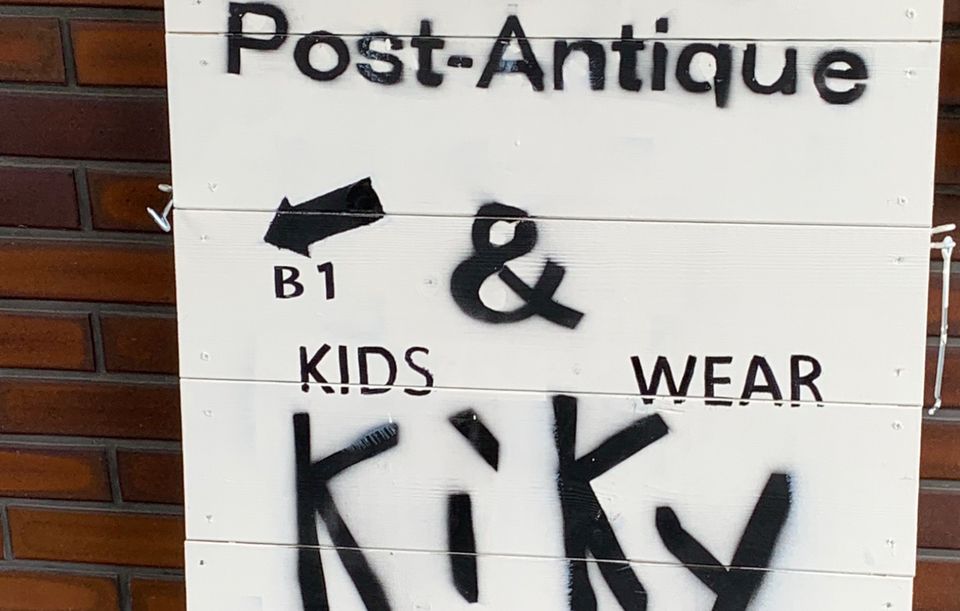 Post-Antique
&
B1
KIDS WEAR
KiKy